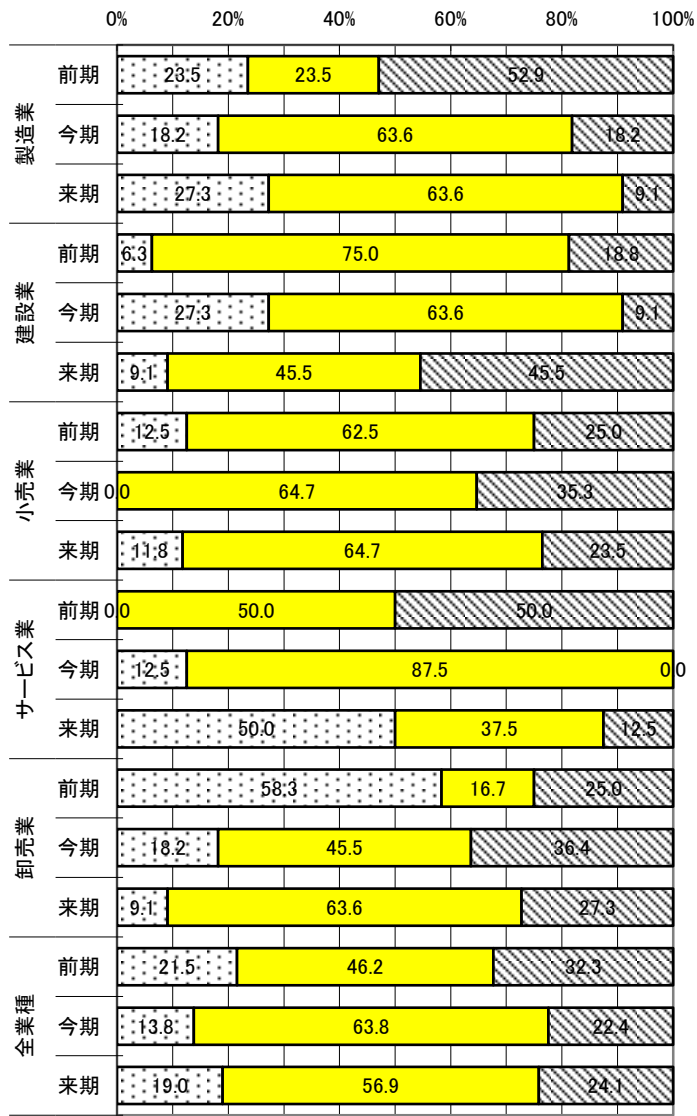 0% 20% 40% 60% 80% 100%
製造業
前期 23.5 23.5 52.9
今期 18.2 63.6 18.2
来期 27.3 63.6 9.1
建設業
前期 6.3 75.0 18.8
今期 27.3 63.6 9.1
来期 9.1 45.5 45.5
小売業
前期 12.5 62.5 25.0
今期 0.0 64.7 35.3
来期 11.8 64.7 23.5
サービス業
前期 0.0 50.0 50.0
今期 12.5 87.5 0.0
来期 50.0 37.5 12.5
卸売業
前期 58.3 16.7 25.0
今期 18.2 45.5 36.4
来期 9.1 63.6 27.3
全業種
前期 21.5 46.2 32.3
今期 13.8 63.8 22.4
来期 19.0 56.9 24.1